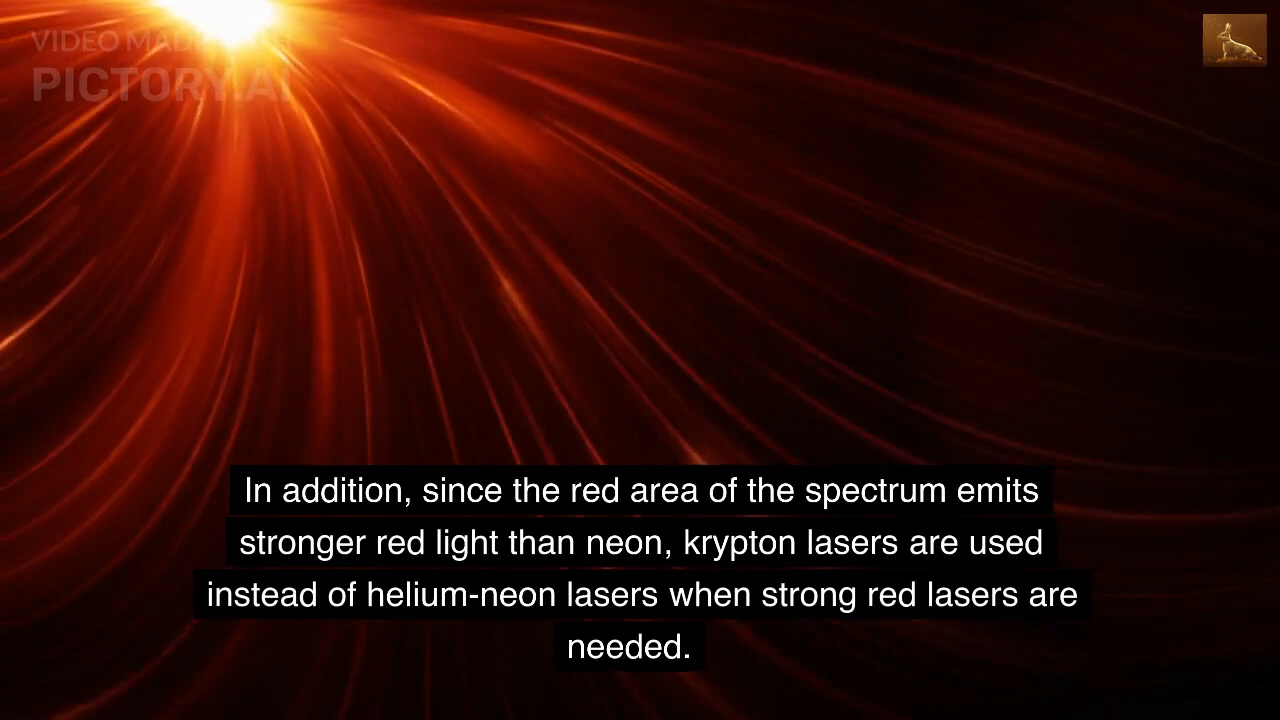 VIDEO MADE WITH
PICTORY.AI
In addition, since the red area of the spectrum emits
stronger red light than neon, krypton lasers are used
instead of helium-neon lasers when strong red lasers are
needed.